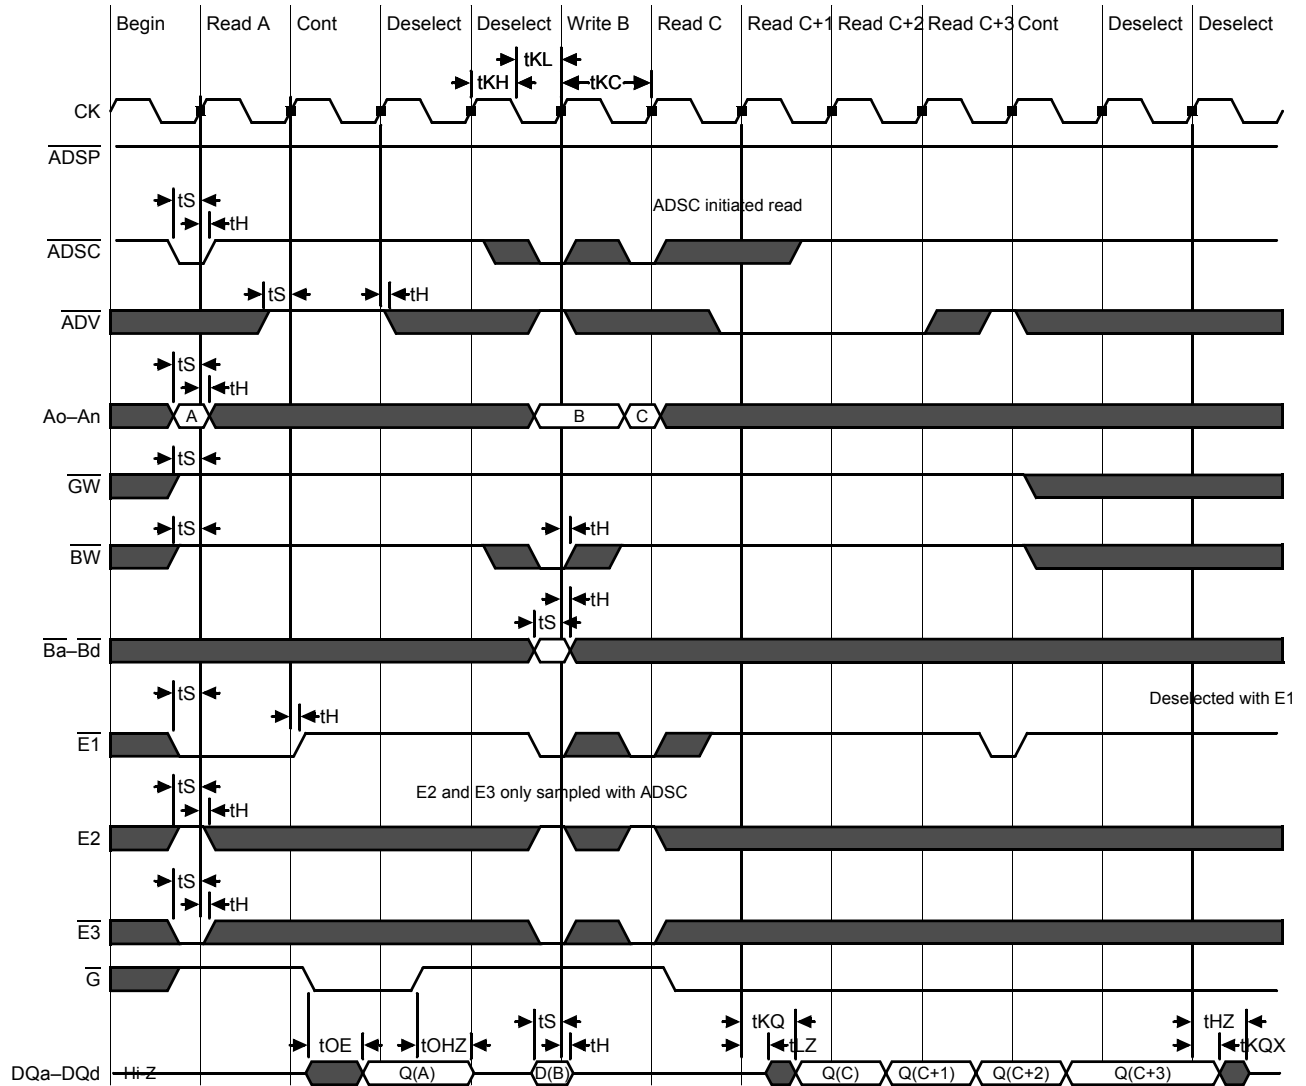 Begin Read A Cont Deselect Deselect Write B Read C Read C+1 Read C+2 Read C+3 Cont Deselect Deselect
tKL
tKH tKC
CK
ADSP
tS ADSC initiated read
tH
ADSC
tS tH
ADV
tS
tH
Ao–An A B C
tS
GW
tS tH
BW
tH
tS
Ba–Bd
tS Deselected with E1
tH
E1
tS E2 and E3 only sampled with ADSC
tH
E2
tS
tH
E3
G
tS tKQ tHZ
tOE tOHZ tH tLZ tKQX
DQa–DQd Hi-Z Q(A) D(B) Q(C) Q(C+1) Q(C+2) Q(C+3)